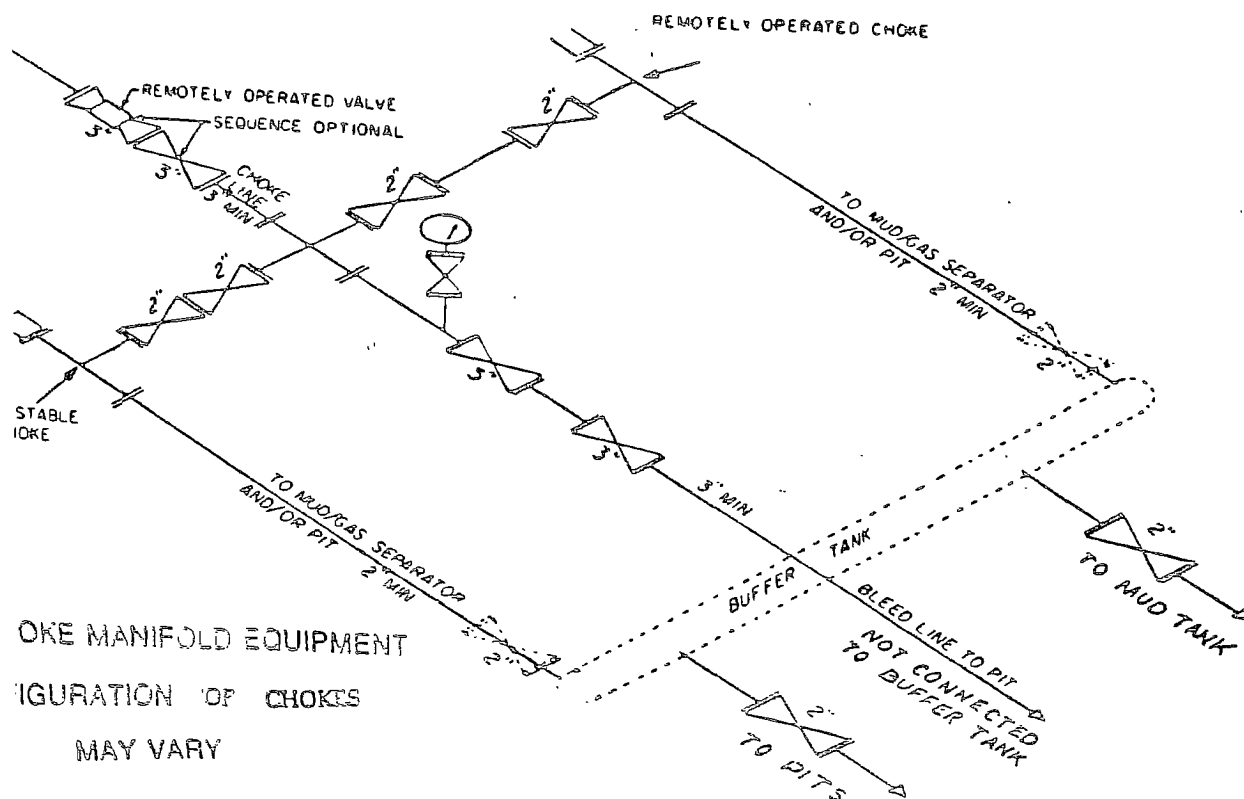 REMOTELY OPERATED CHOKE
REMOTELY OPERATED VALVE
SEQUENCE OPTIONAL
3"
3"
CHOKE
LINE
3 MIN
2"
2"
2"
2"
TO MUD/GAS SEPARATOR
AND/OR PIT
2" MIN
2"
3"
3"
3" MIN
STABLE
IOKE
TO MUD/GAS SEPARATOR
AND/OR PIT
2" MIN
2"
BUFFER TANK
BLEED LINE TO PIT
NOT CONNECTED
TO BUFFER TANK
2"
TO MUD TANK
2"
TO PITS
OKE MANIFOLD EQUIPMENT
IGURATION OF CHOKES
MAY VARY